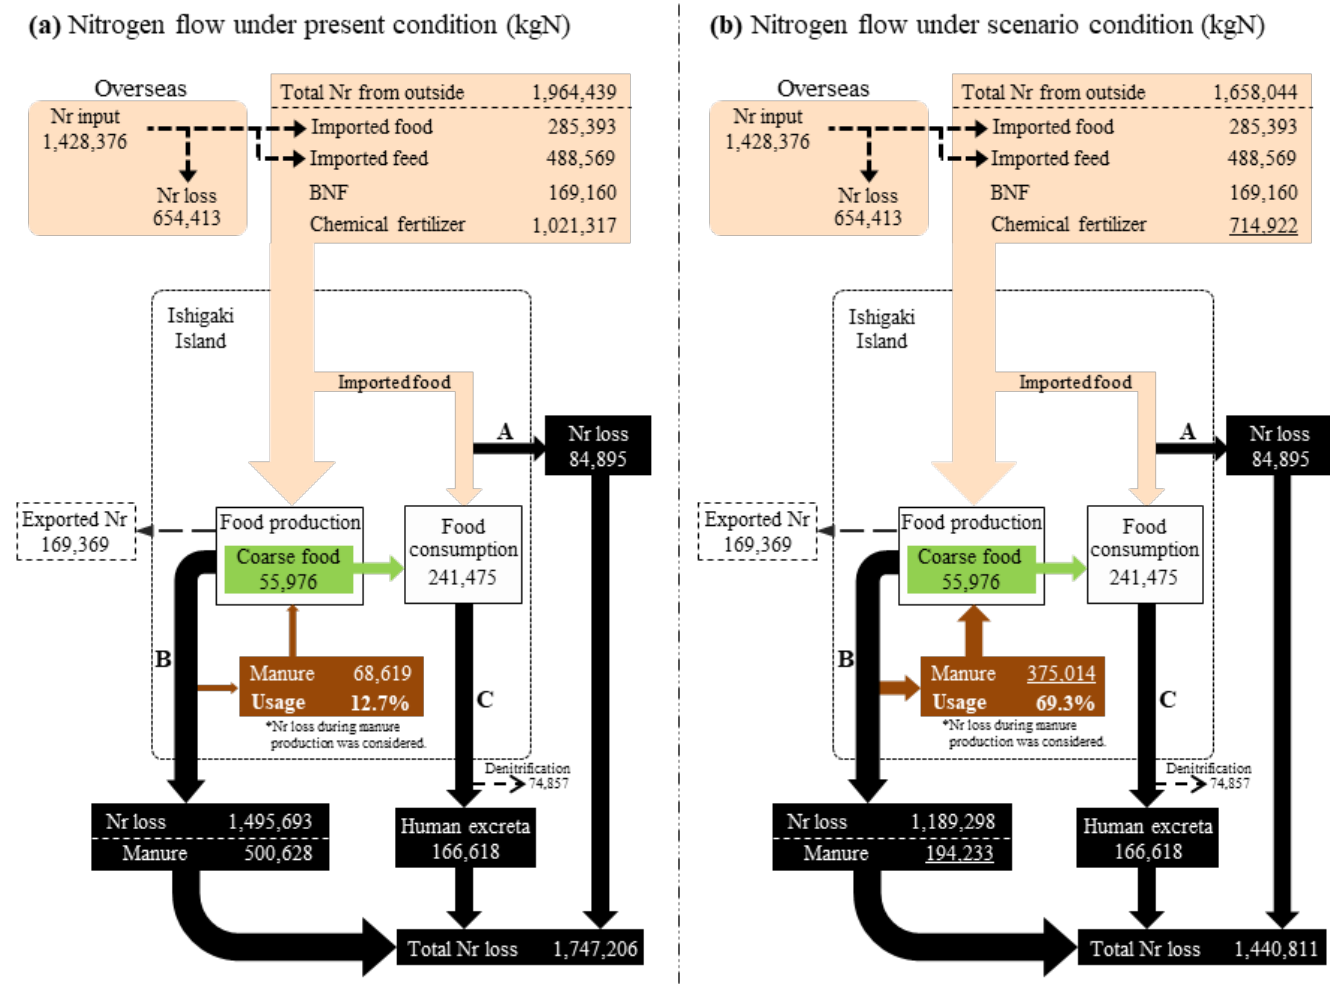 (a) Nitrogen flow under present condition (kgN)
Overseas
Nr input
1,428,376
Nr loss
654,413
Total Nr from outside 1,964,439
Imported food 285,393
Imported feed 488,569
BNF 169,160
Chemical fertilizer 1,021,317
Ishigaki
Island
Imported food
A
Nr loss
84,895
Exported Nr
169,369
Food production
Coarse food
55,976
Food
consumption
241,475
B
Manure 68,619
Usage 12.7%
*Nr loss during manure
production was considered.
C
Denitrification
74,857
Nr loss 1,495,693
Manure 500,628
Human excreta
166,618
Total Nr loss 1,747,206
(b) Nitrogen flow under scenario condition (kgN)
Overseas
Nr input
1,428,376
Nr loss
654,413
Total Nr from outside 1,658,044
Imported food 285,393
Imported feed 488,569
BNF 169,160
Chemical fertilizer 714,922
Ishigaki
Island
Imported food
A
Nr loss
84,895
Exported Nr
169,369
Food production
Coarse food
55,976
Food
consumption
241,475
B
Manure 375,014
Usage 69.3%
*Nr loss during manure
production was considered.
C
Denitrification
74,857
Nr loss 1,189,298
Manure 194,233
Human excreta
166,618
Total Nr loss 1,440,811